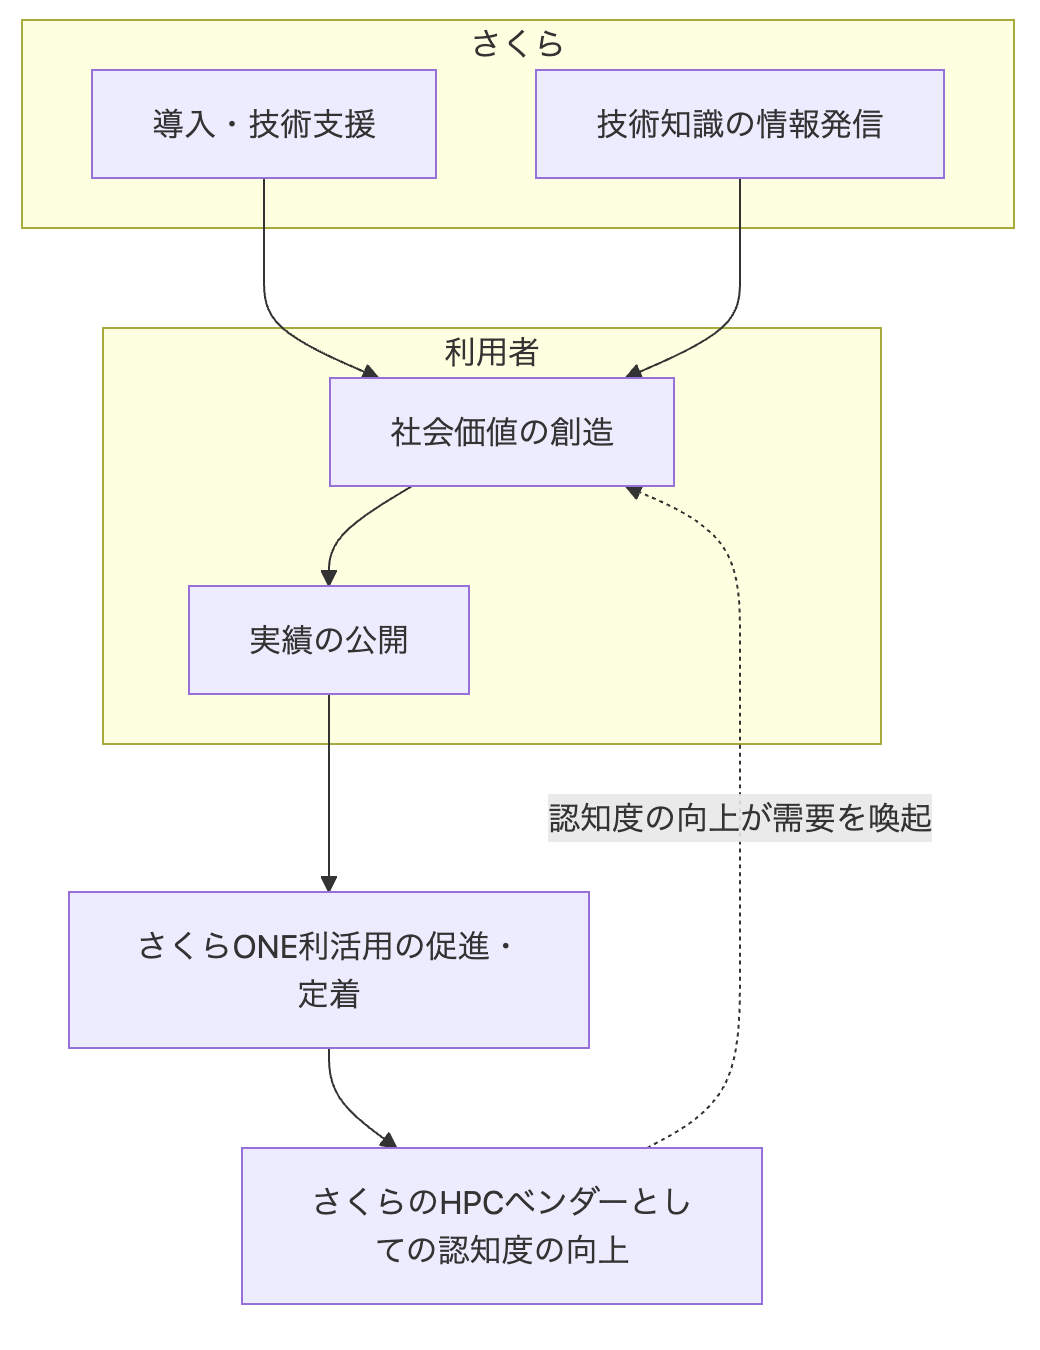 さくら
導入・技術支援
技術知識の情報発信
利用者
社会価値の創造
実績の公開
認知度の向上が需要を喚起
さくらONE利活用の促進・
定着
さくらのHPCベンダーとし
ての認知度の向上